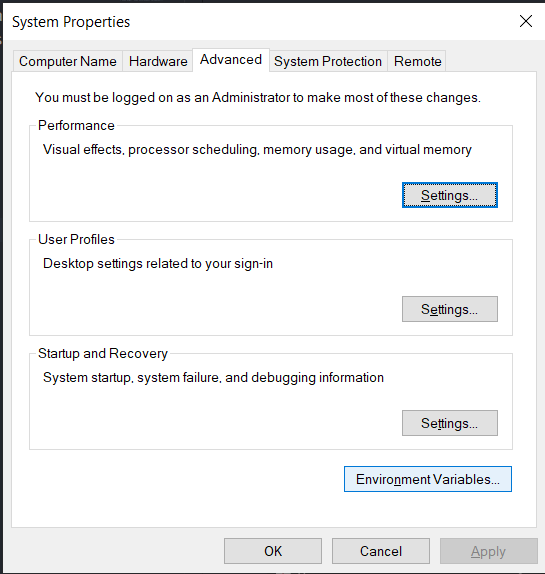 System Properties
Computer Name Hardware Advanced System Protection Remote
You must be logged on as an Administrator to make most of these changes.
Performance
Visual effects, processor scheduling, memory usage, and virtual memory
Settings...
User Profiles
Desktop settings related to your sign-in
Settings...
Startup and Recovery
System startup, system failure, and debugging information
Settings...
Environment Variables...
OK Cancel Apply